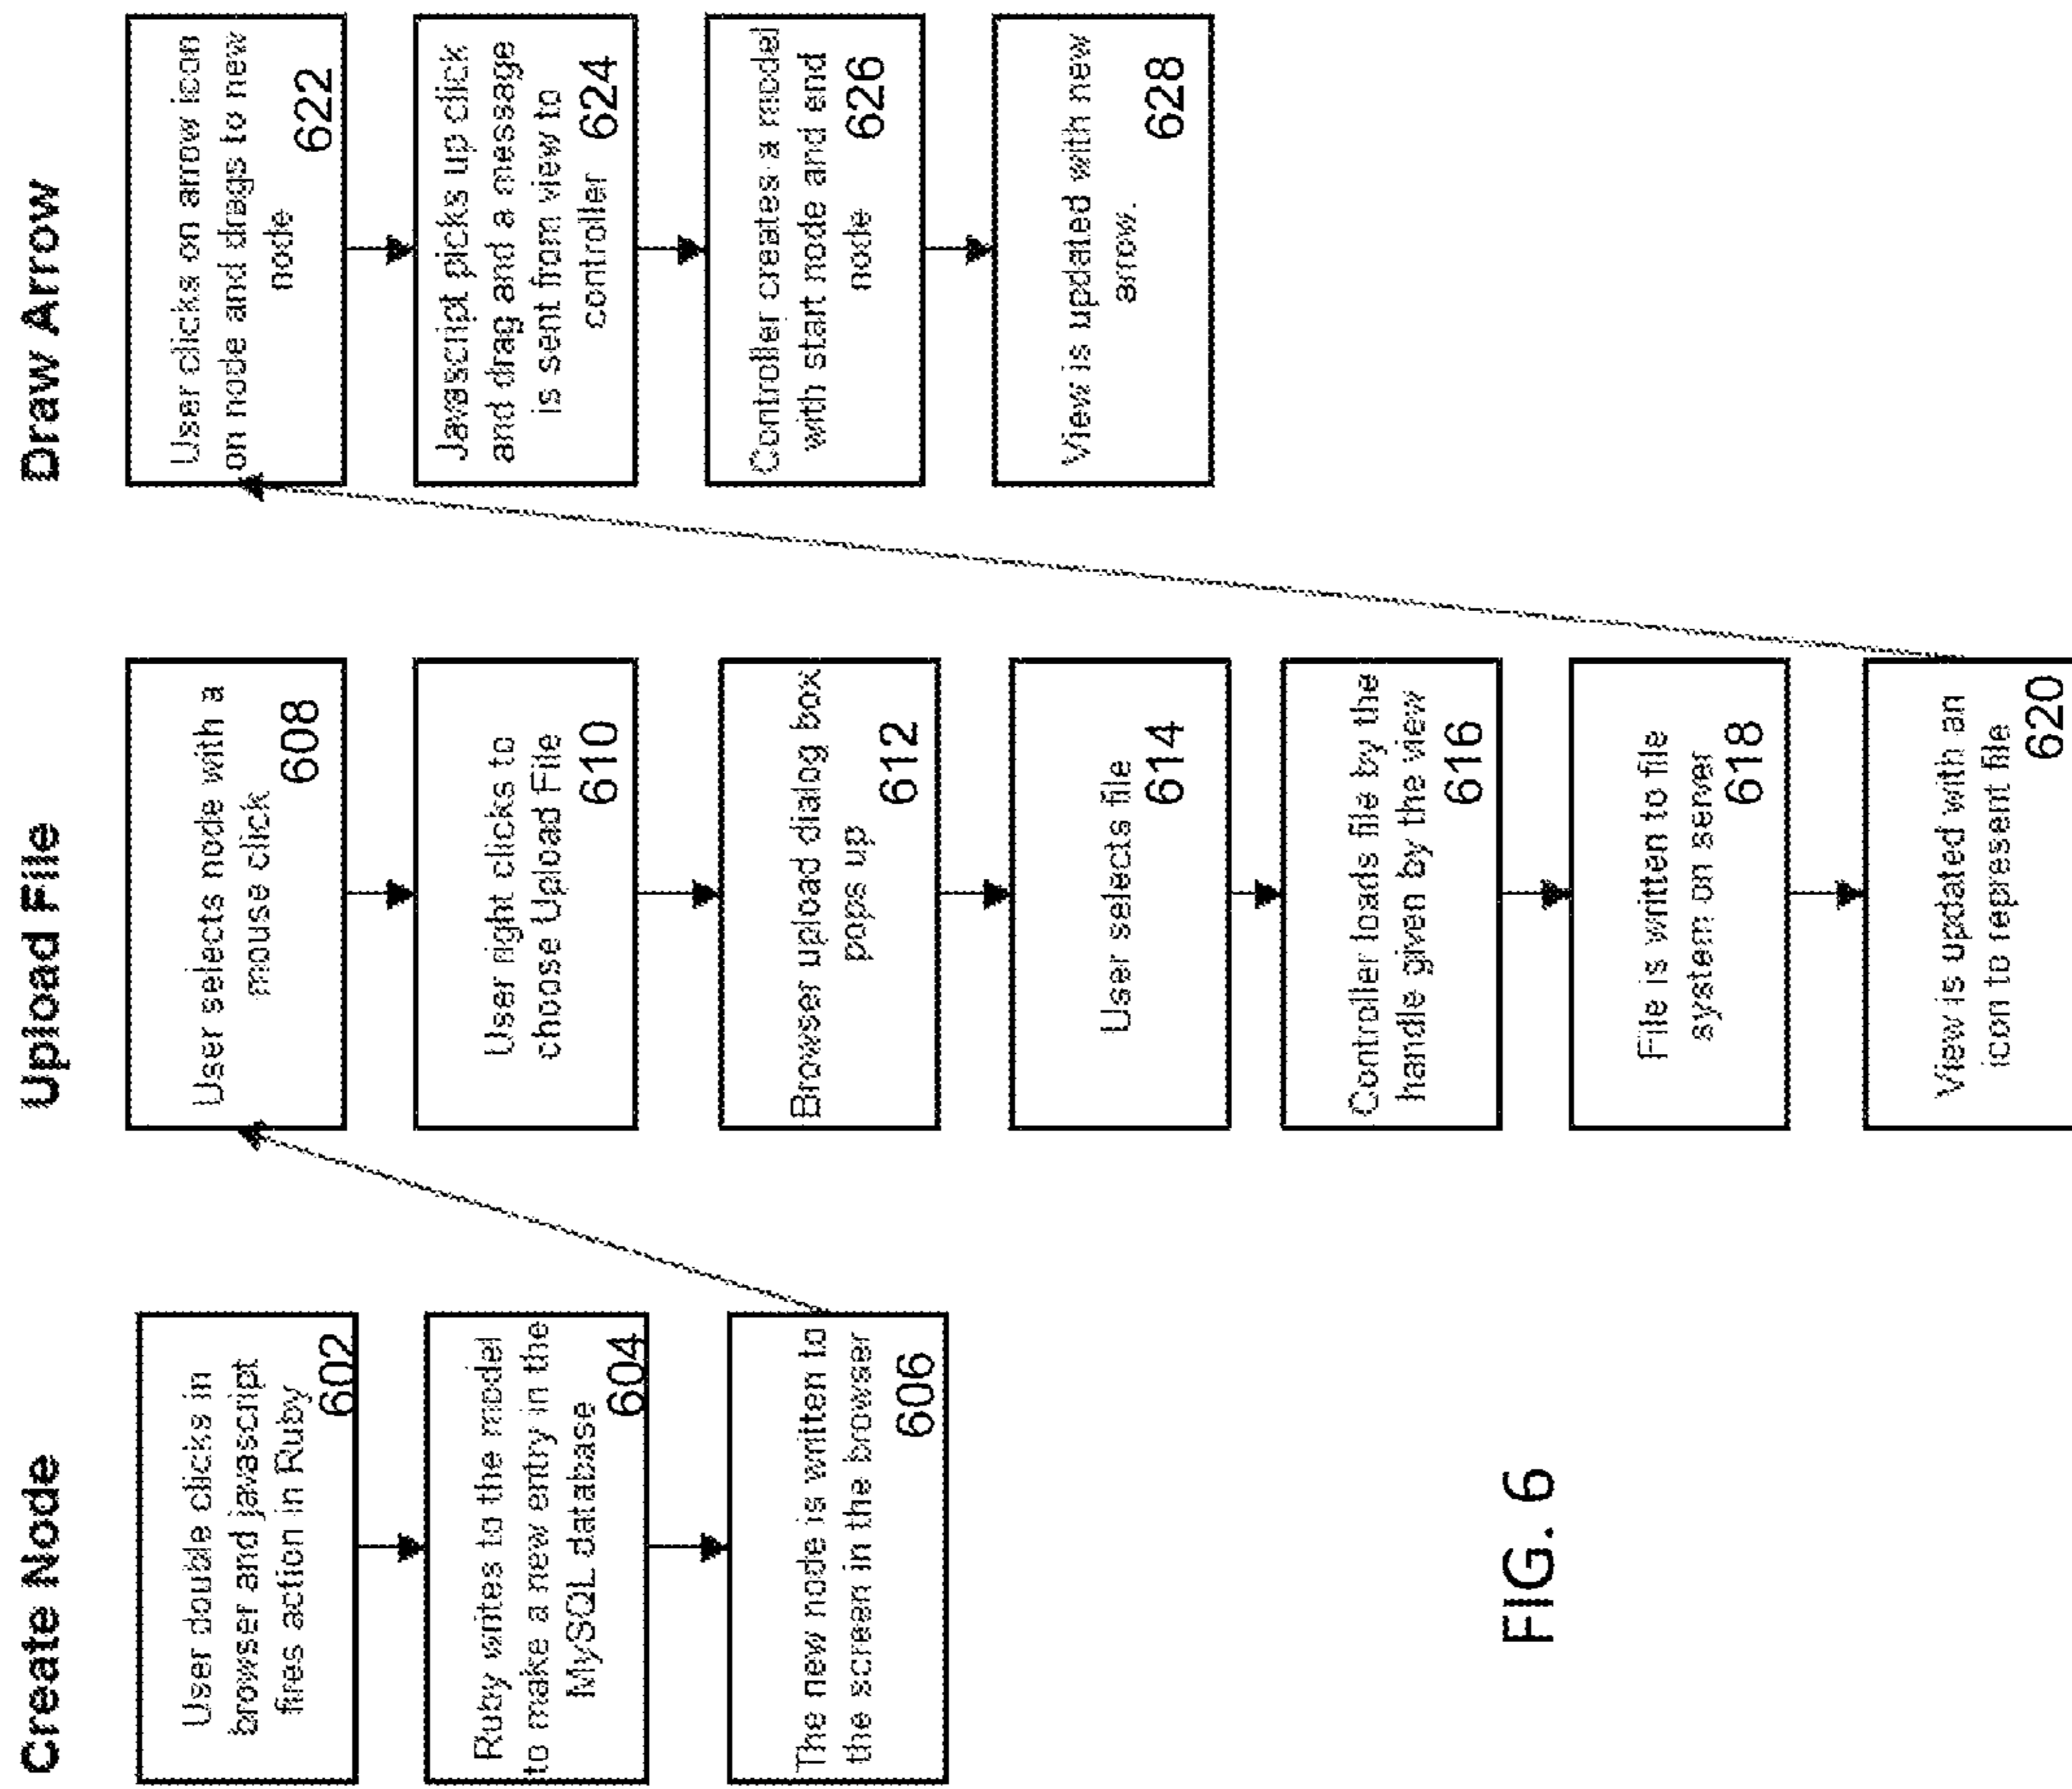 Create Node
User double clicks in
browser and javascript
fires action in Ruby
602
Ruby writes to the model
to make a new entry in the
MySQL database
604
The new node is writen to
the screen in the browser
606
Upload File
User selects node with a
mouse click
608
User right clicks to
choose Upload File
610
Browser upload dialog box
pops up
612
User selects file
614
Controller loads file by the
handle given by the view
616
File is written to file
system on server
618
View is updated with an
icon to represent file
620
Draw Arrow
User clicks on arrow icon
on node and drags to new
node
622
Javascript picks up click
and drag and a message
is sent from view to
controller 624
Controller creates a model
with start node and end
node 626
View is updated with new
arrow.
628
FIG. 6